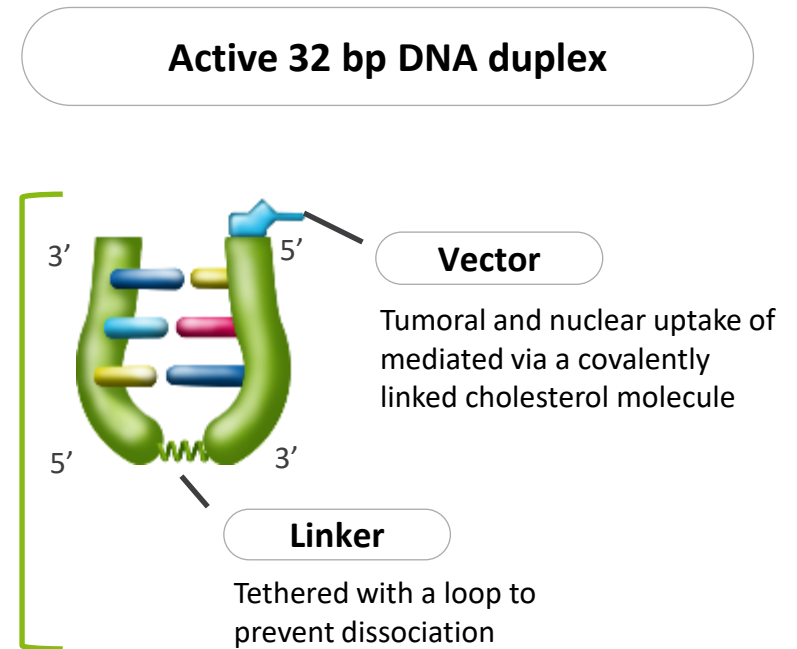 Active 32 bp DNA duplex
3’
5’
Vector
Tumoral and nuclear uptake of
mediated via a covalently
linked cholesterol molecule
5’
3’
Linker
Tethered with a loop to
prevent dissociation